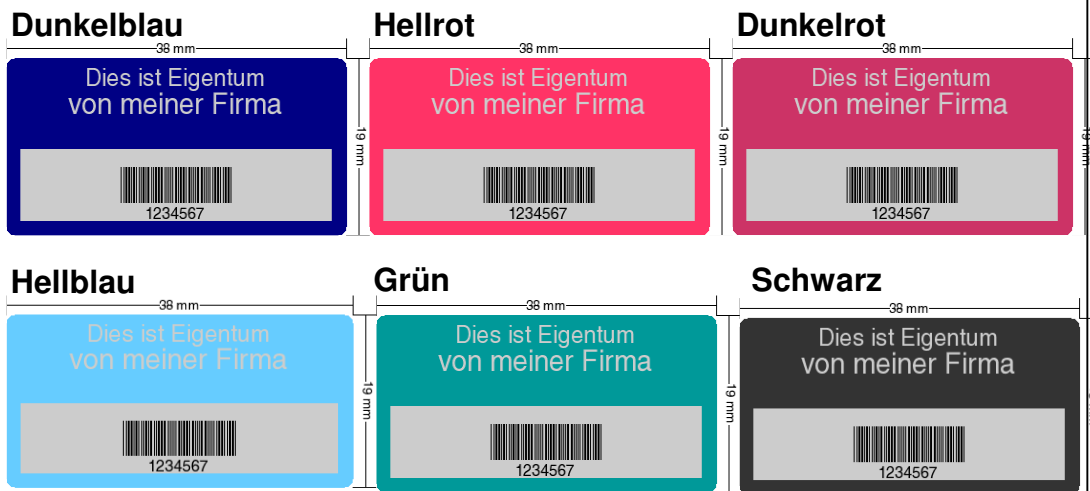 Dunkelblau
38 mm
Dies ist Eigentum
von meiner Firma
1234567
19 mm
Hellrot
38 mm
Dies ist Eigentum
von meiner Firma
1234567
19 mm
Dunkelrot
38 mm
Dies ist Eigentum
von meiner Firma
1234567
19 mm
Hellblau
38 mm
Dies ist Eigentum
von meiner Firma
1234567
19 mm
Grün
38 mm
Dies ist Eigentum
von meiner Firma
1234567
19 mm
Schwarz
38 mm
Dies ist Eigentum
von meiner Firma
1234567